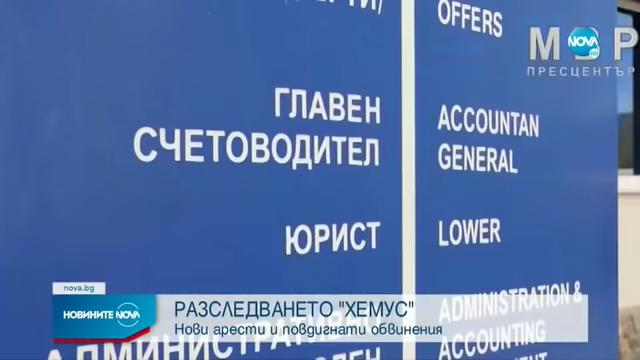 OFFERS
МВР
ПРЕСЦЕНТЪР
NOVA
ГЛАВЕН
СЧЕТОВОДИТЕЛ
ACCOUNTAN
GENERAL
ЮРИСТ
LOWER
nova.bg
НОВИНИТЕ NOVA
РАЗСЛЕДВАНЕТО "ХЕМУС"
Нови арести и повдигнати обвинения
ADMINISTRATION &
ACCOUNTING